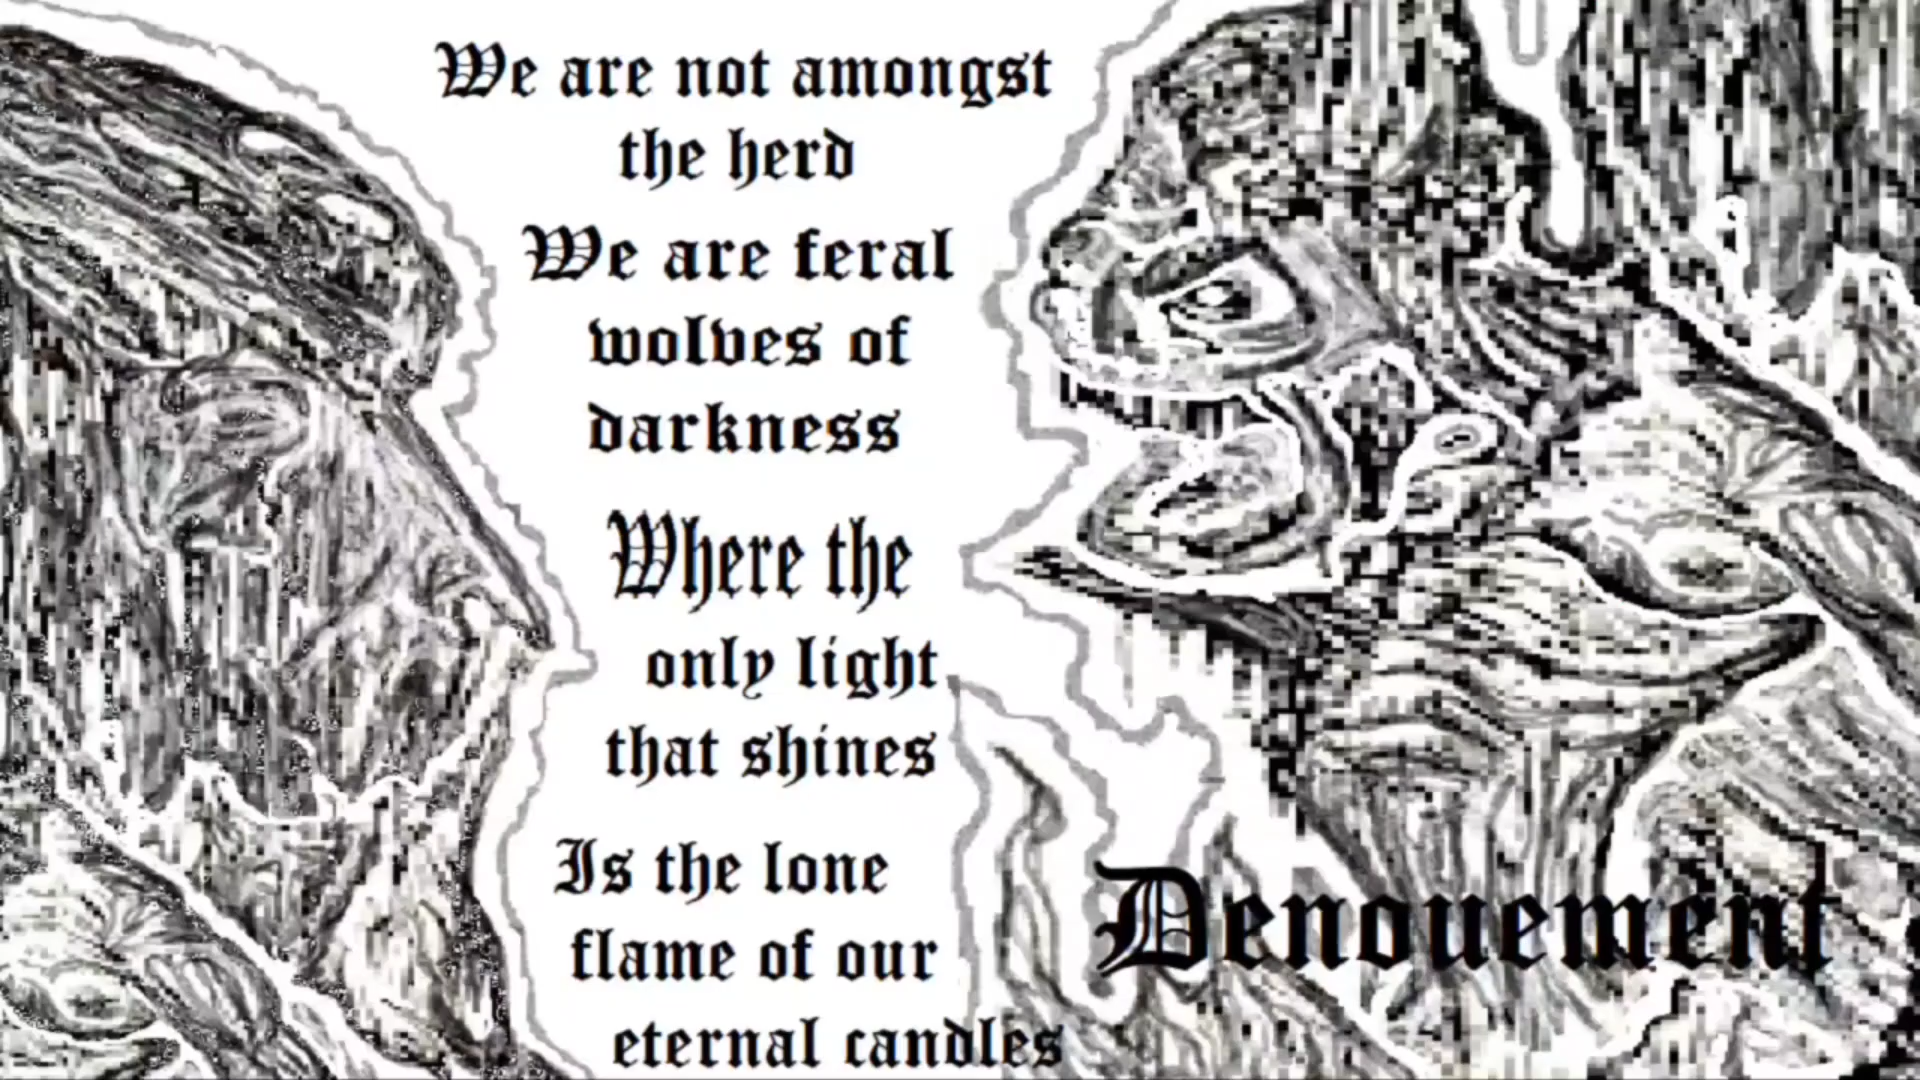 We are not amongst
the herd
We are feral
wolves of
darkness
Where the
only light
that shines
Is the lone
flame of our
eternal candles
Denouement